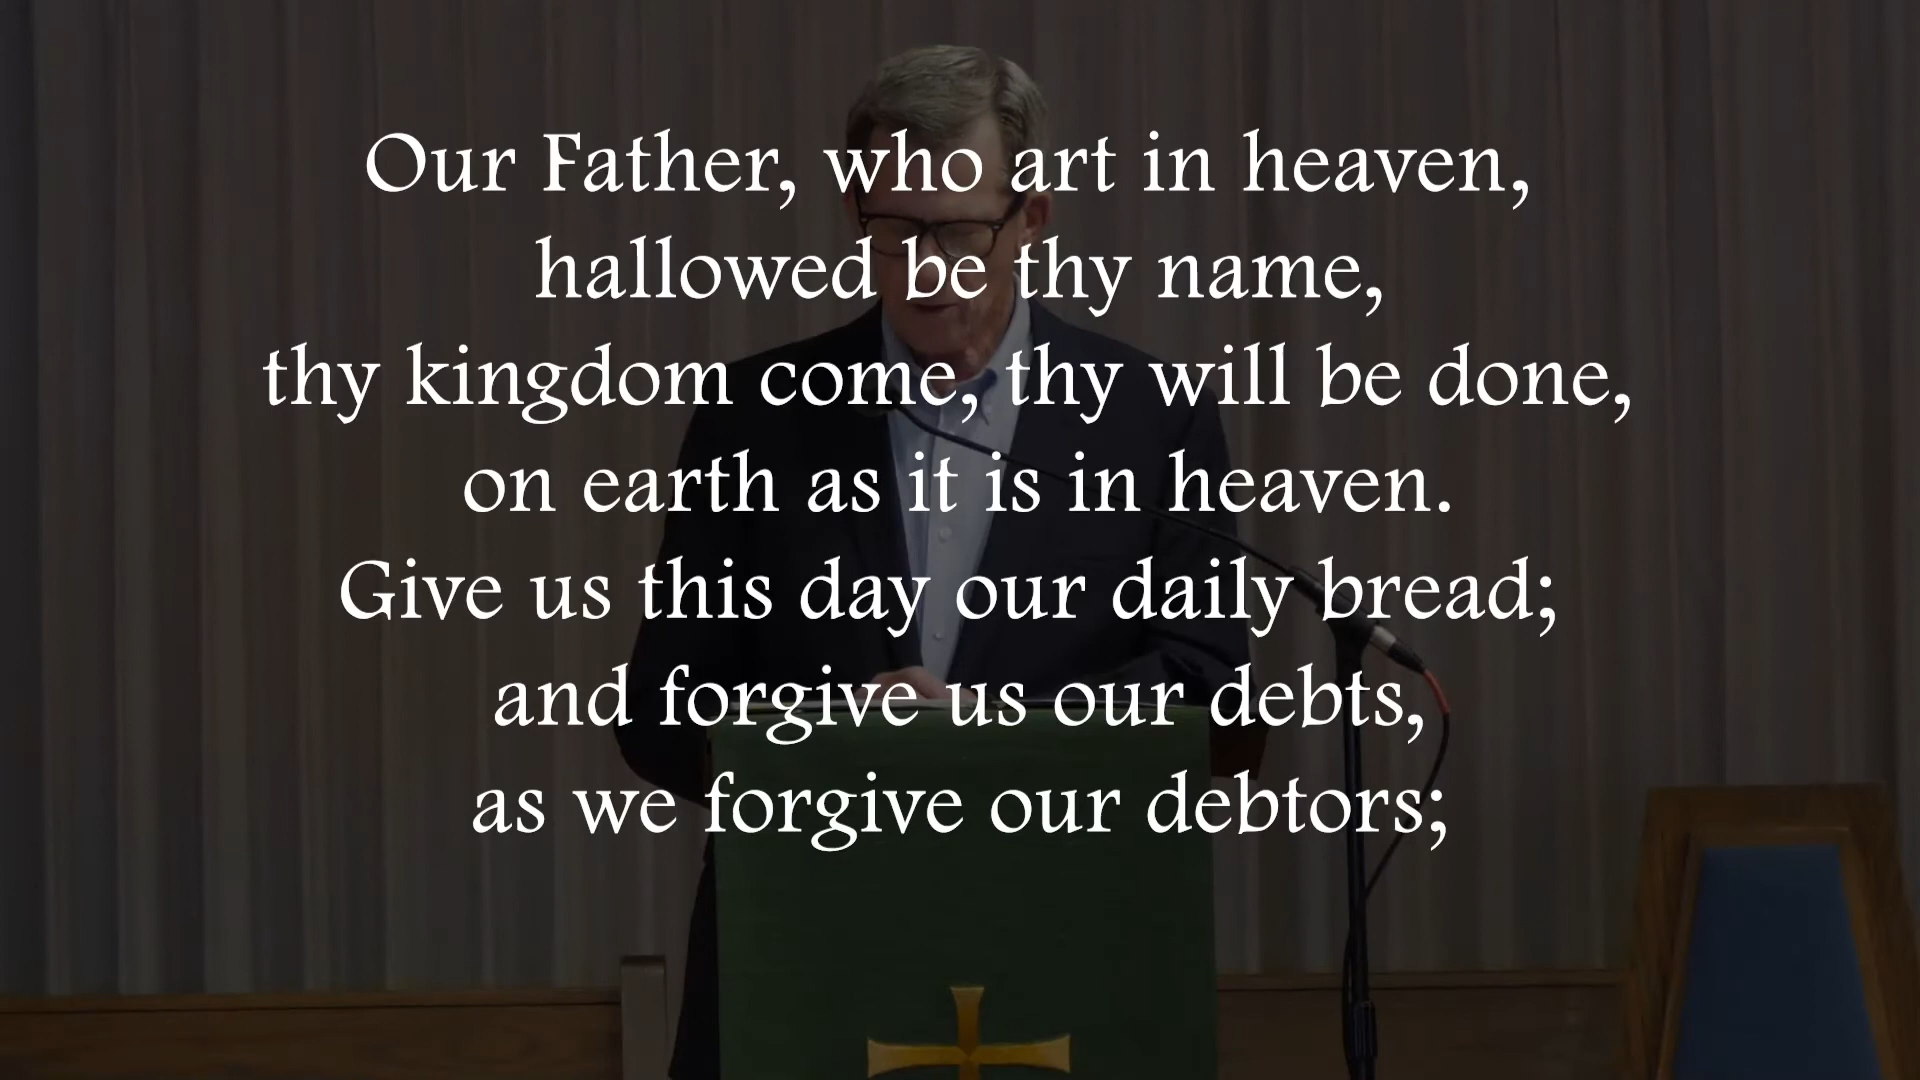 Our Father, who art in heaven,
hallowed be thy name,
thy kingdom come, thy will be done,
on earth as it is in heaven.
Give us this day our daily bread;
and forgive us our debts,
as we forgive our debtors;